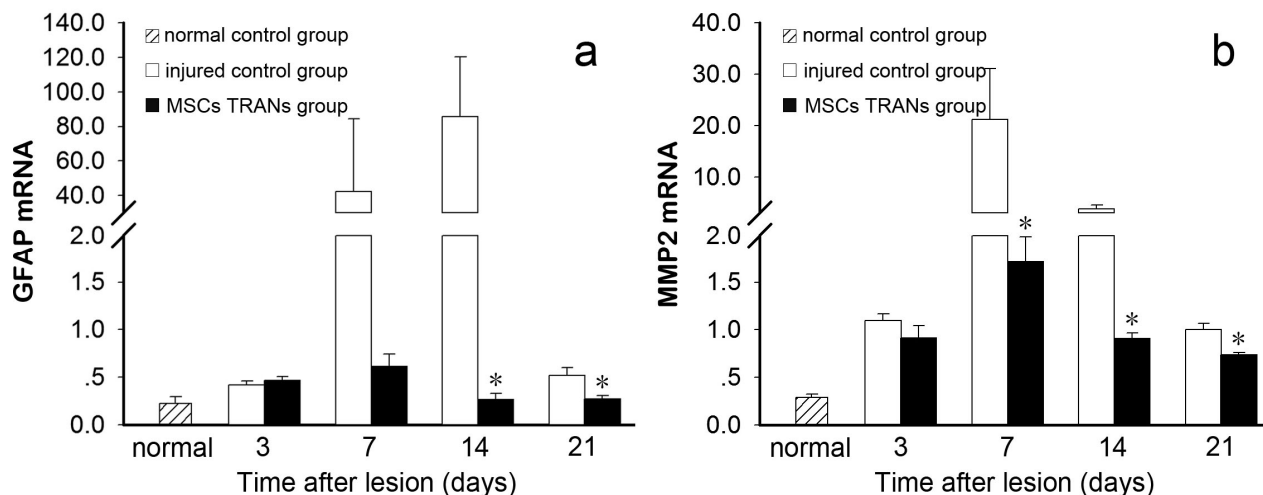 a
normal control group
injured control group
MSCs TRANs group
GFAP mRNA
140.0
120.0
100.0
80.0
60.0
40.0
2.0
1.5
1.0
.5
0.0
* *
normal 3 7 14 21
Time after lesion (days)
b
normal control group
injured control group
MSCs TRANs group
MMP2 mRNA
40.0
30.0
20.0
10.0
2.0
1.5
1.0
.5
0.0
* * *
normal 3 7 14 21
Time after lesion (days)